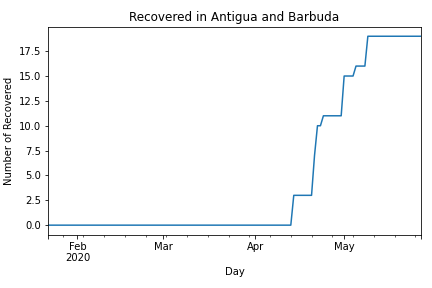 Recovered in Antigua and Barbuda
Number of Recovered
17.5
15.0
12.5
10.0
7.5
5.0
2.5
0.0
Feb Mar Apr May
2020
Day